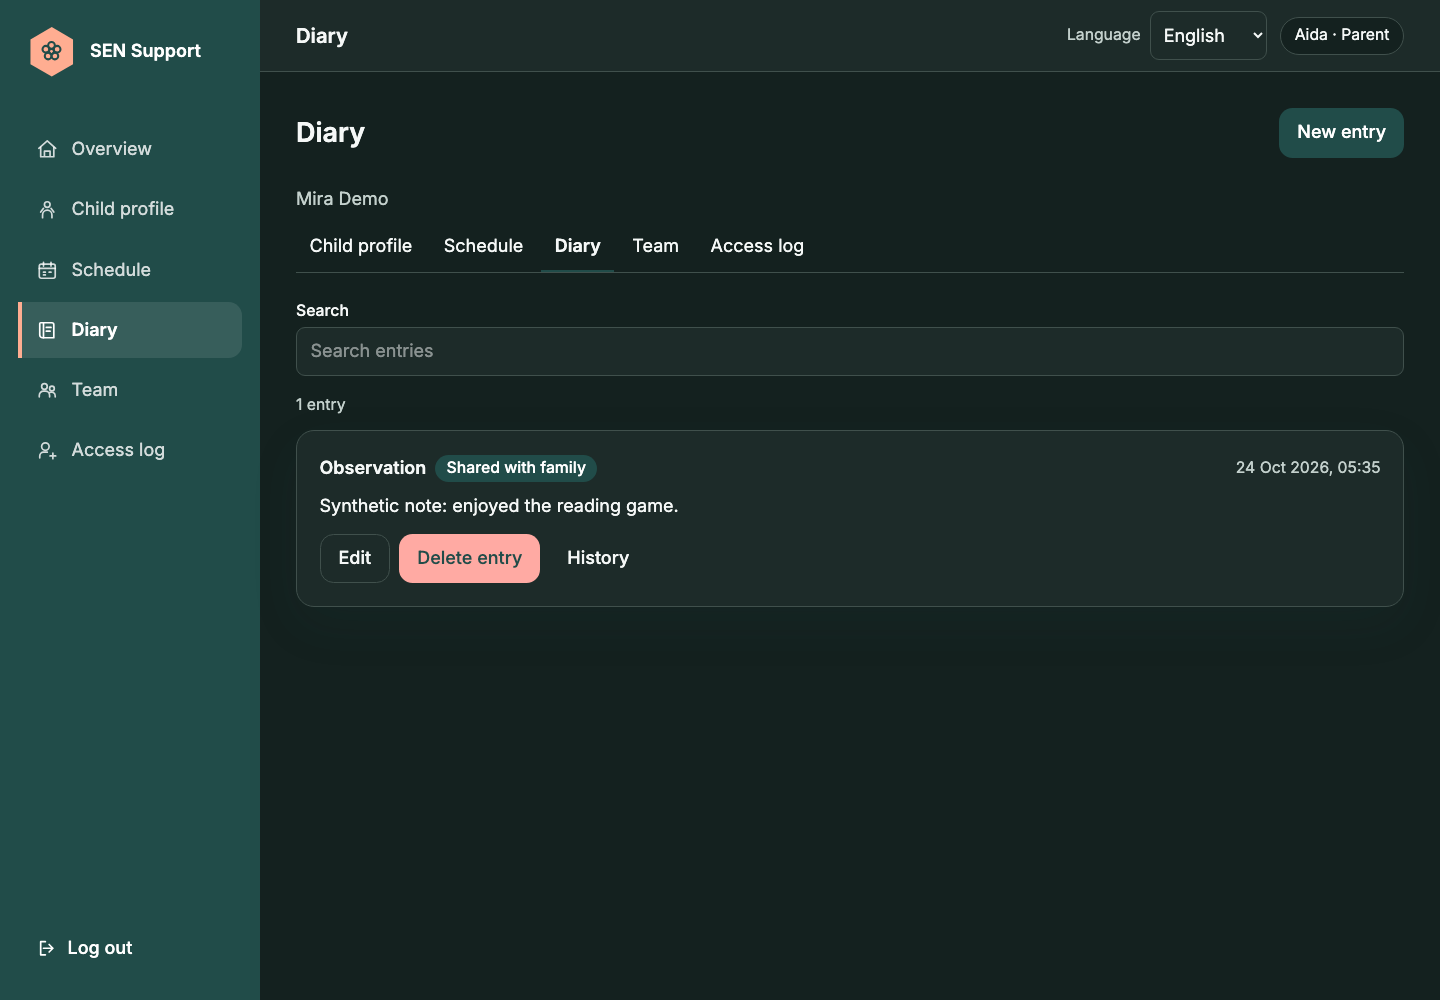 SEN Support
Overview
Child profile
Schedule
Diary
Team
Access log
Log out
Diary
Language
English
Aida · Parent
Diary
New entry
Mira Demo
Child profile Schedule Diary Team Access log
Search
Search entries
1 entry
Observation Shared with family 24 Oct 2026, 05:35
Synthetic note: enjoyed the reading game.
Edit Delete entry History